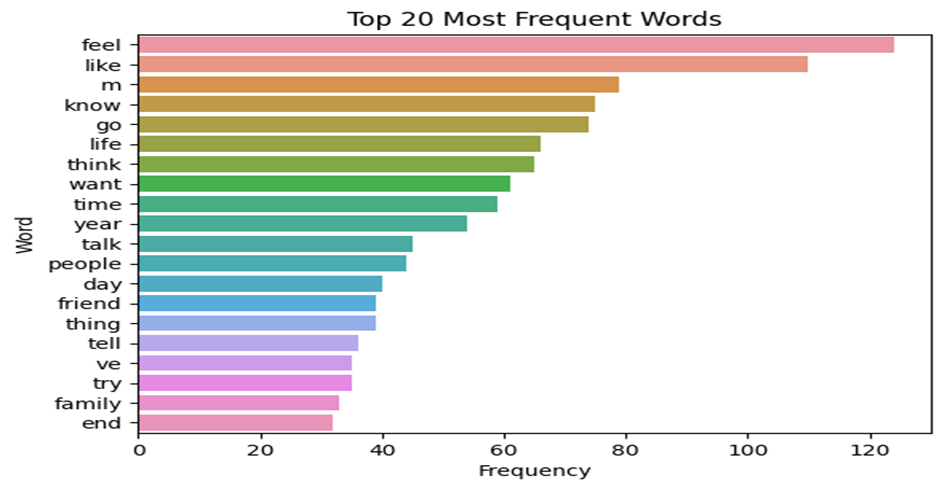 Top 20 Most Frequent Words
feel
like
m
know
go
life
think
want
time
year
talk
people
day
friend
thing
tell
ve
try
family
end
Word
0 20 40 60 80 100 120
Frequency